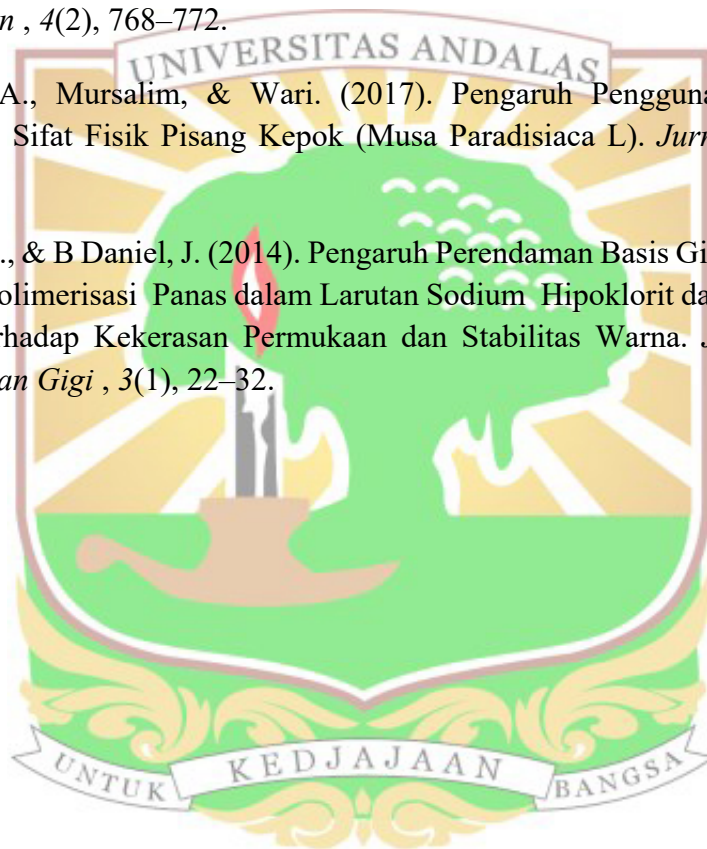 n , 4(2), 768–772.
UNIVERSITAS ANDALAS
A., Mursalim, & Wari. (2017). Pengaruh Pengguna
Sifat Fisik Pisang Kepok (Musa Paradisiaca L). Jurn
., & B Daniel, J. (2014). Pengaruh Perendaman Basis Gi
olimerisasi Panas dalam Larutan Sodium Hipoklorit da
rhadap Kekerasan Permukaan dan Stabilitas Warna. J
an Gigi , 3(1), 22–32.
UNTUK KEDJAJAAN BANGSA